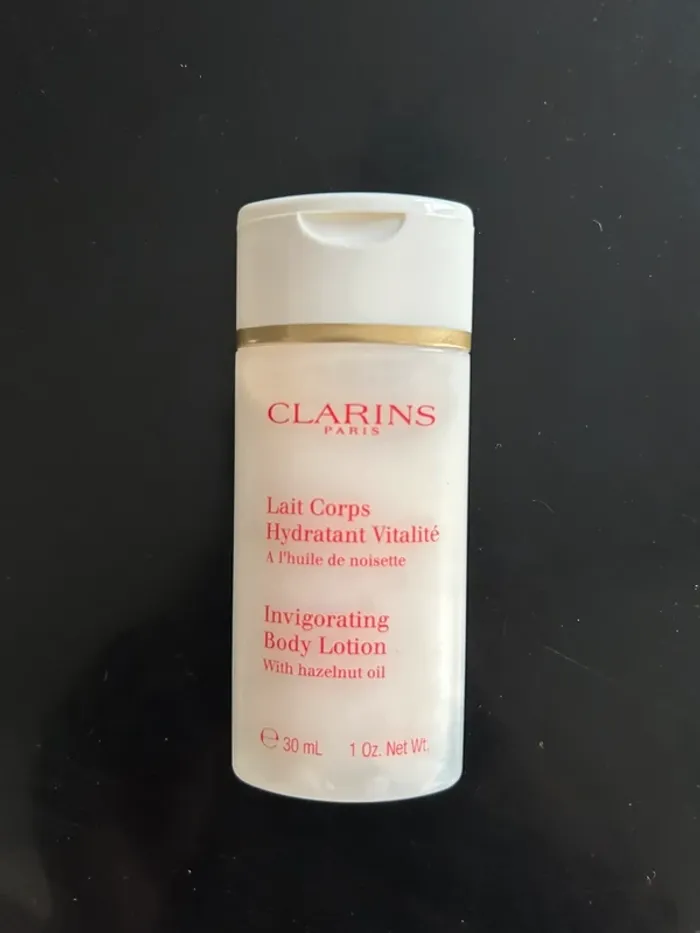 CLARINS
PARIS
Lait Corps
Hydratant Vitalité
A l'huile de noisette
Invigorating
Body Lotion
With hazelnut oil
℮ 30 mL 1 Oz. Net Wt.